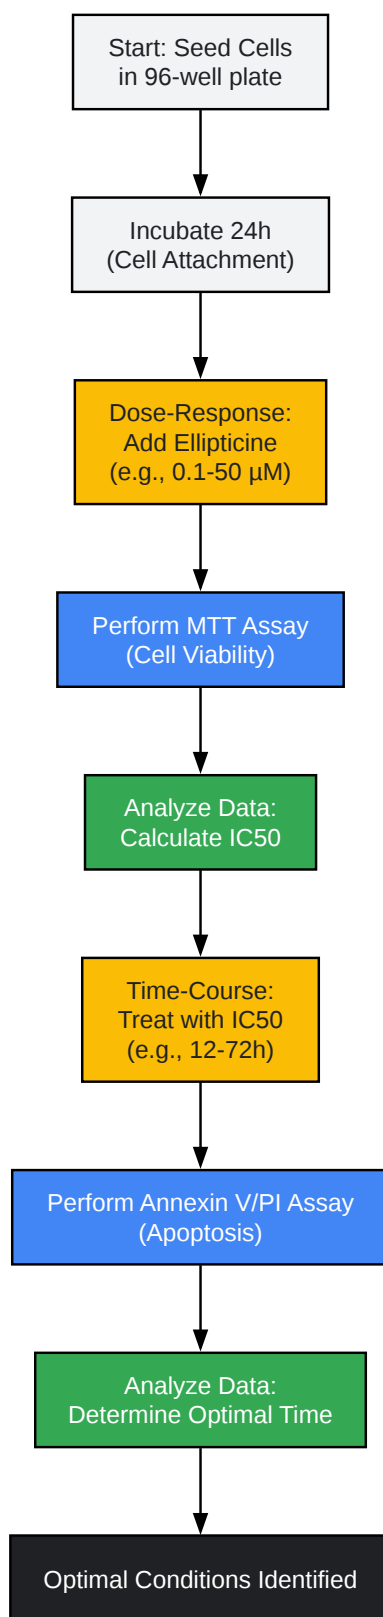 Start: Seed Cells
in 96-well plate
Incubate 24h
(Cell Attachment)
Dose-Response:
Add Ellipticine
(e.g., 0.1-50 µM)
Perform MTT Assay
(Cell Viability)
Analyze Data:
Calculate IC50
Time-Course:
Treat with IC50
(e.g., 12-72h)
Perform Annexin V/PI Assay
(Apoptosis)
Analyze Data:
Determine Optimal Time
Optimal Conditions Identified